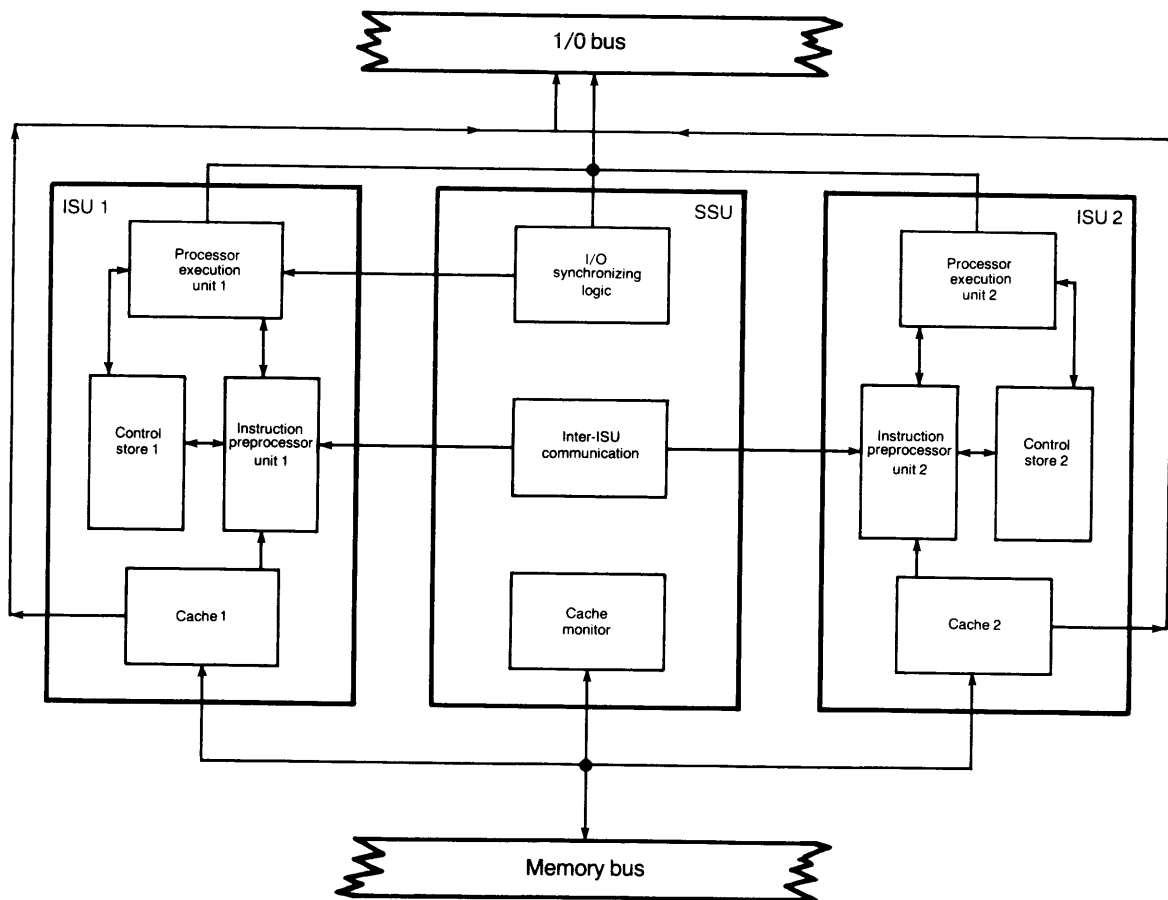 1/0 bus
ISU 1
SSU
ISU 2
Processor
execution
unit 1
I/O
synchronizing
logic
Processor
execution
unit 2
Control
store 1
Instruction
preprocessor
unit 1
Inter-ISU
communication
Instruction
preprocessor
unit 2
Control
store 2
Cache 1
Cache
monitor
Cache 2
Memory bus